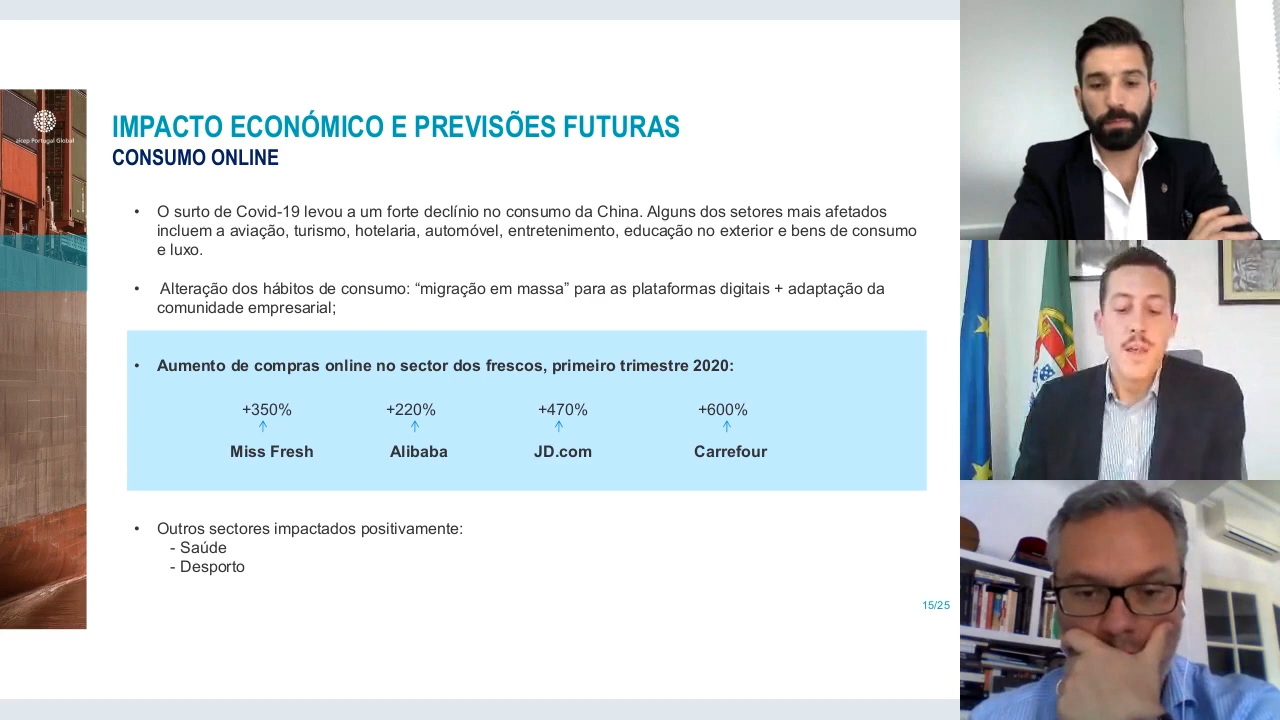 aicep Portugal Global
IMPACTO ECONÓMICO E PREVISÕES FUTURAS
CONSUMO ONLINE
• O surto de Covid-19 levou a um forte declínio no consumo da China. Alguns dos setores mais afetados
incluem a aviação, turismo, hotelaria, automóvel, entretenimento, educação no exterior e bens de consumo
e luxo.
• Alteração dos hábitos de consumo: “migração em massa” para as plataformas digitais + adaptação da
comunidade empresarial;
• Aumento de compras online no sector dos frescos, primeiro trimestre 2020:
+350% +220% +470% +600%
Miss Fresh Alibaba JD.com Carrefour
• Outros sectores impactados positivamente:
- Saúde
- Desporto
15/25